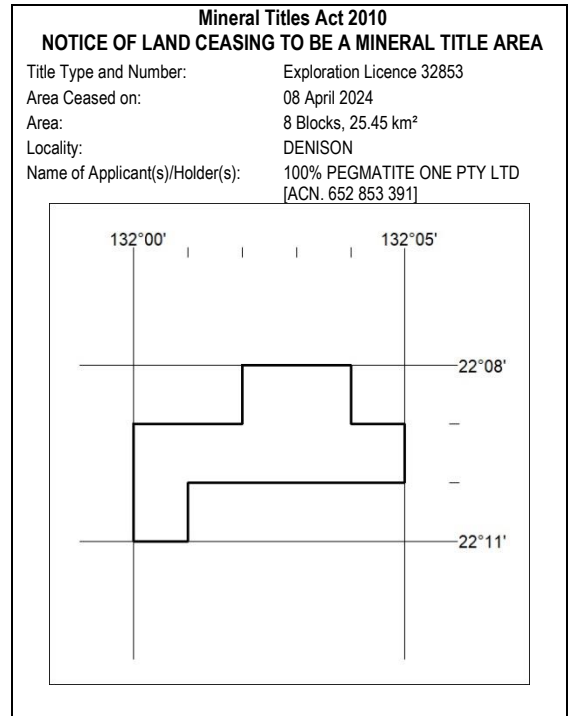 Mineral Titles Act 2010
NOTICE OF LAND CEASING TO BE A MINERAL TITLE AREA
Title Type and Number: Exploration Licence 32853
Area Ceased on: 08 April 2024
Area: 8 Blocks, 25.45 km²
Locality: DENISON
Name of Applicant(s)/Holder(s): 100% PEGMATITE ONE PTY LTD
[ACN. 652 853 391]
132°00' 132°05'
22°08'
22°11'